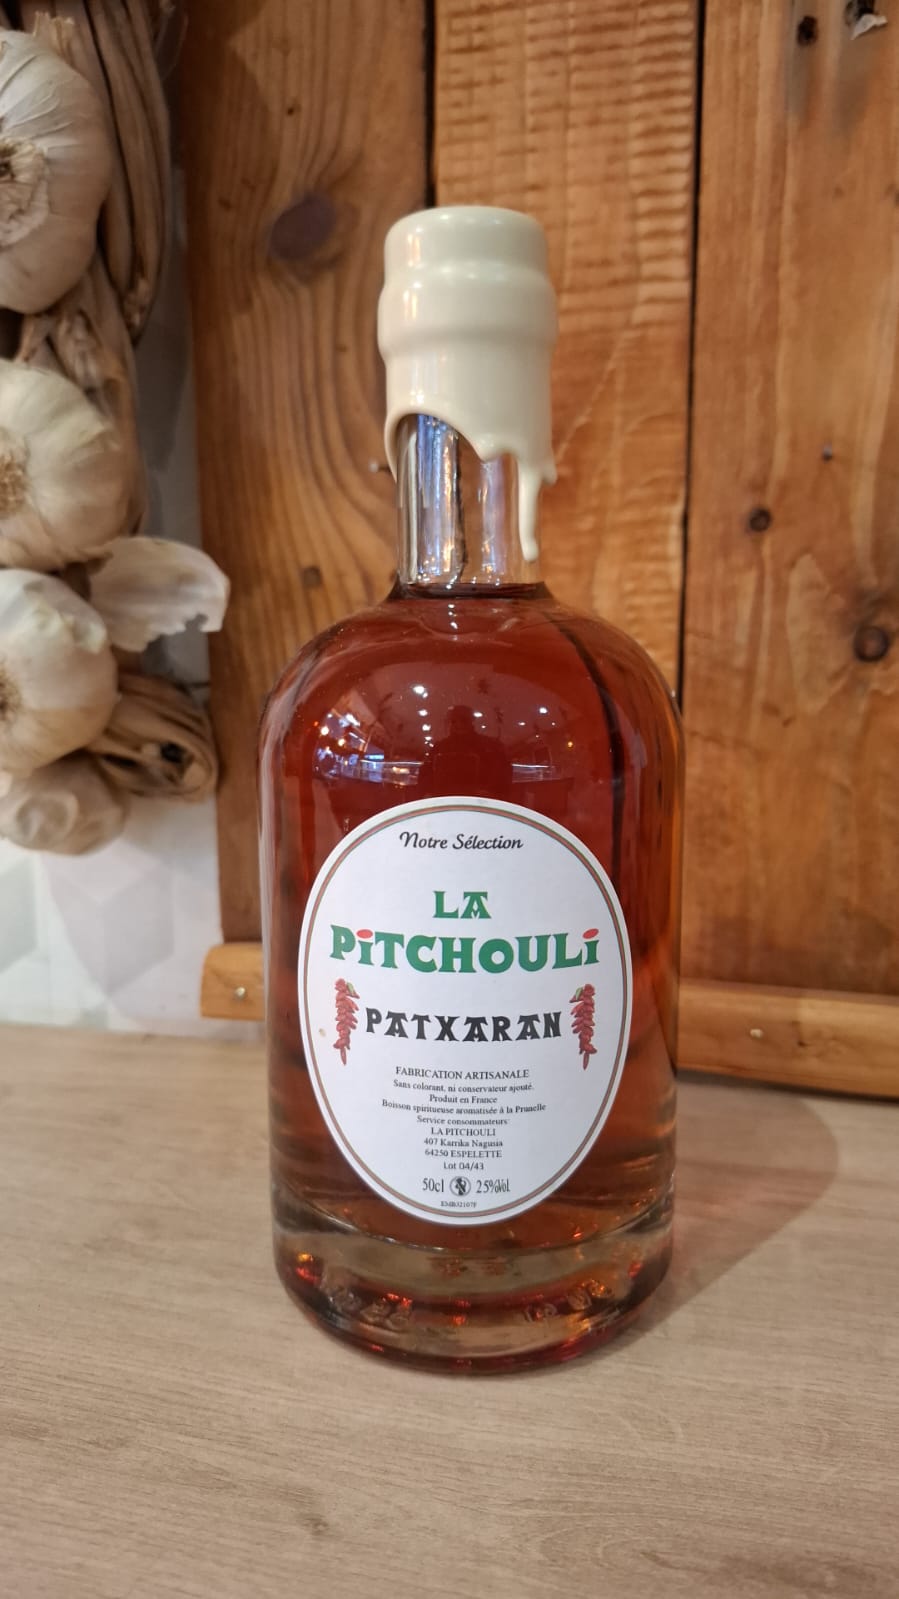 Notre Sélection
LA
PiTCHOULi
PATXARAN
FABRICATION ARTISANALE
Sans colorant, ni conservateur ajouté.
Produit en France
Boisson spiritueuse aromatisée à la Prunelle
Service consommateurs:
LA PITCHOULI
407 Karrika Nagusia
64250 ESPELETTE
Lot 04/43
50cl 25%Vol.